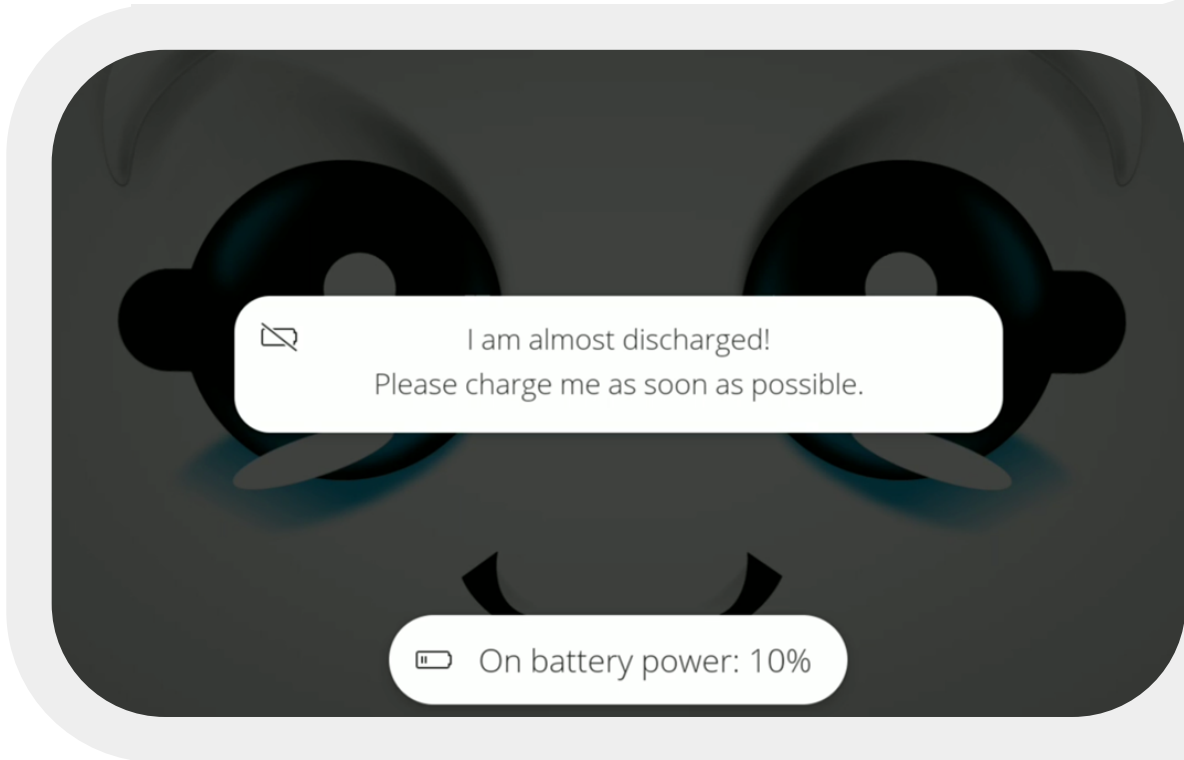 I am almost discharged!
Please charge me as soon as possible.
On battery power: 10%